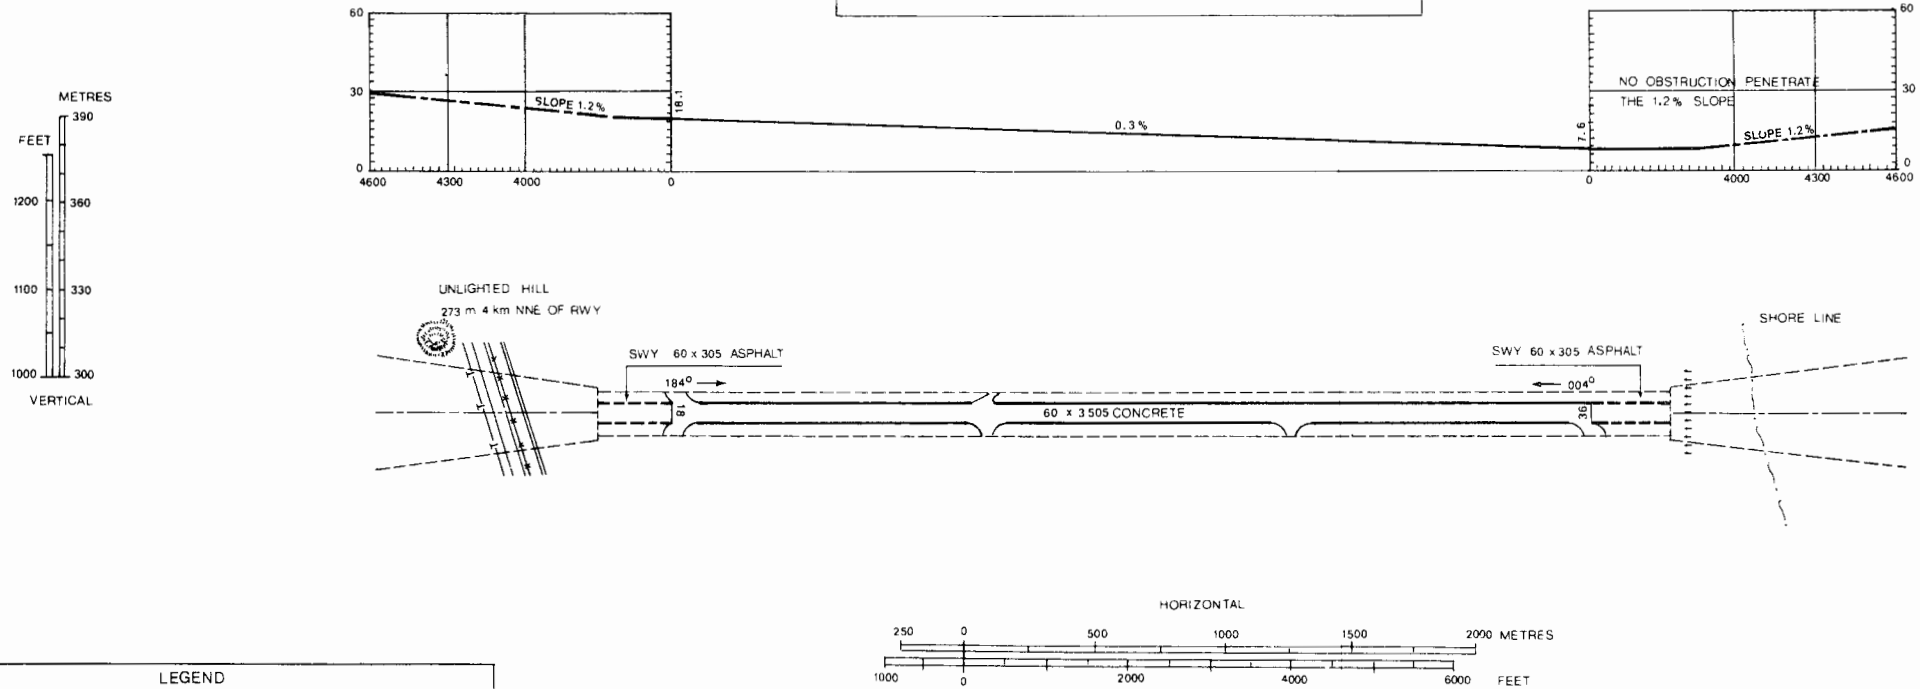 60
30
0
4600
4300
4000
0
SLOPE 1.2%
18.1
0.3%
7.6
60
30
0
NO OBSTRUCTION PENETRATE
THE 1.2% SLOPE
SLOPE 1.2%
0
4000
4300
4600
METRES
FEET
390
1200
360
1100
330
1000
300
VERTICAL
UNLIGHTED HILL
273 m 4 km NNE OF RWY
SWY 60 x 305 ASPHALT
184°
18
60 x 3505 CONCRETE
SWY 60 x 305 ASPHALT
004°
36
SHORE LINE
HORIZONTAL
250 0 500 1000 1500 2000 METRES
1000 0 2000 4000 6000 FEET
LEGEND